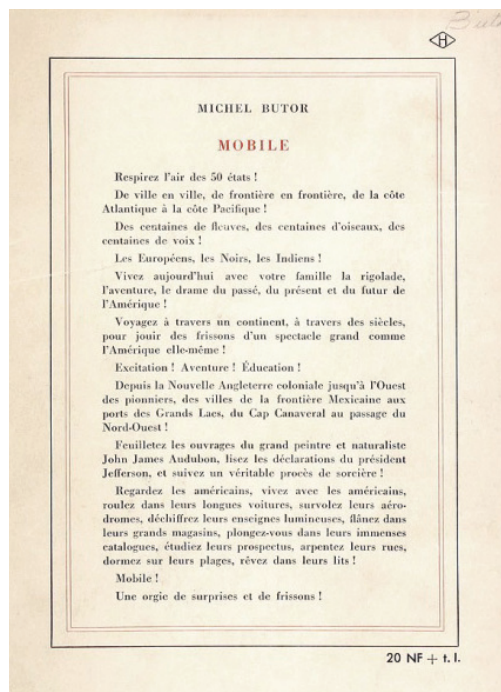 H
MICHEL BUTOR
MOBILE
Respirez l'air des 50 états !
De ville en ville, de frontière en frontière, de la côte
Atlantique à la côte Pacifique !
Des centaines de fleuves, des centaines d'oiseaux, des
centaines de voix !
Les Européens, les Noirs, les Indiens !
Vivez aujourd'hui avec votre famille la rigolade,
l'aventure, le drame du passé, du présent et du futur de
l'Amérique !
Voyagez à travers un continent, à travers des siècles,
pour jouir des frissons d'un spectacle grand comme
l'Amérique elle-même !
Excitation ! Aventure ! Éducation !
Depuis la Nouvelle Angleterre coloniale jusqu'à l'Ouest
des pionniers, des villes de la frontière Mexicaine aux
ports des Grands Lacs, du Cap Canaveral au passage du
Nord-Ouest !
Feuilletez les ouvrages du grand peintre et naturaliste
John James Audubon, lisez les déclarations du président
Jefferson, et suivez un véritable procès de sorcière !
Regardez les américains, vivez avec les américains,
roulez dans leurs longues voitures, survolez leurs aéro-
dromes, déchiffrez leurs enseignes lumineuses, flânez dans
leurs grands magasins, plongez-vous dans leurs immenses
catalogues, étudiez leurs prospectus, arpentez leurs rues,
dormez sur leurs plages, rêvez dans leurs lits !
Mobile !
Une orgie de surprises et de frissons !
20 NF + t. l.